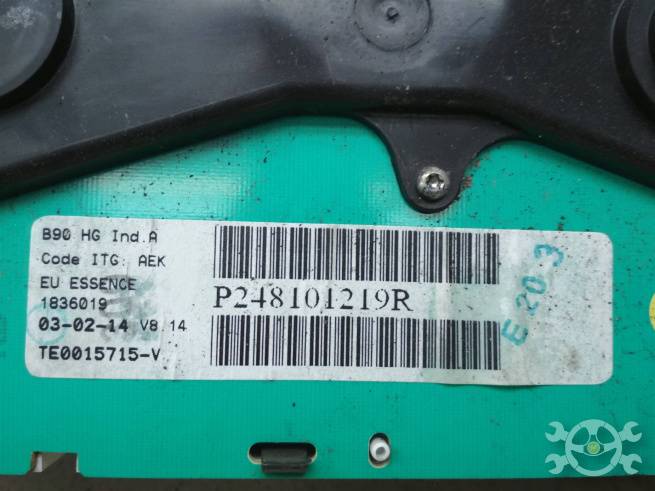 B90 HG Ind.A
Code ITG: AEK
EU ESSENCE
1836019
03-02-14 V8.14
TE0015715-V
P248101219R
E 20 3